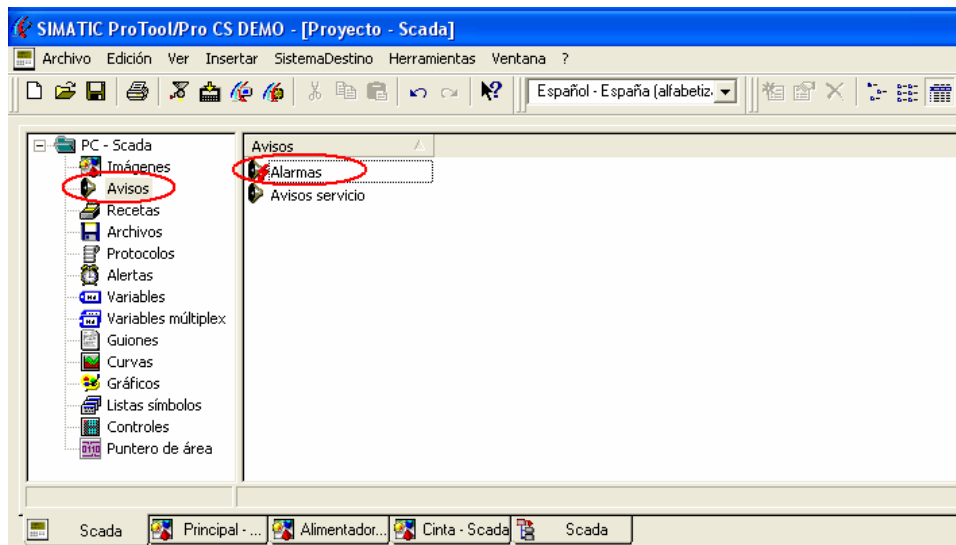 SIMATIC ProTool/Pro CS DEMO - [Proyecto - Scada]
Archivo Edición Ver Insertar SistemaDestino Herramientas Ventana ?
Español - España (alfabetiz.
PC - Scada
Imágenes
Avisos
Recetas
Archivos
Protocolos
Alertas
Variables
Variables múltiplex
Guiones
Curvas
Gráficos
Listas símbolos
Controles
Puntero de área
Avisos
Alarmas
Avisos servicio
Scada Principal - ... Alimentador... Cinta - Scada Scada